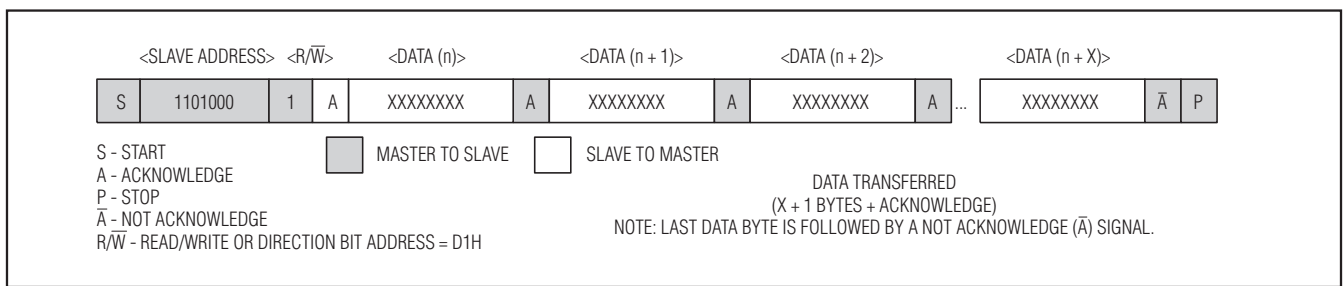 <SLAVE ADDRESS> <R/W̅> <DATA (n)> <DATA (n + 1)> <DATA (n + 2)> <DATA (n + X)>
S 1101000 1 A XXXXXXXX A XXXXXXXX A XXXXXXXX A ... XXXXXXXX A̅ P
S - START
A - ACKNOWLEDGE
P - STOP
A̅ - NOT ACKNOWLEDGE
R/W̅ - READ/WRITE OR DIRECTION BIT ADDRESS = D1H
MASTER TO SLAVE SLAVE TO MASTER
DATA TRANSFERRED
(X + 1 BYTES + ACKNOWLEDGE)
NOTE: LAST DATA BYTE IS FOLLOWED BY A NOT ACKNOWLEDGE (A̅) SIGNAL.